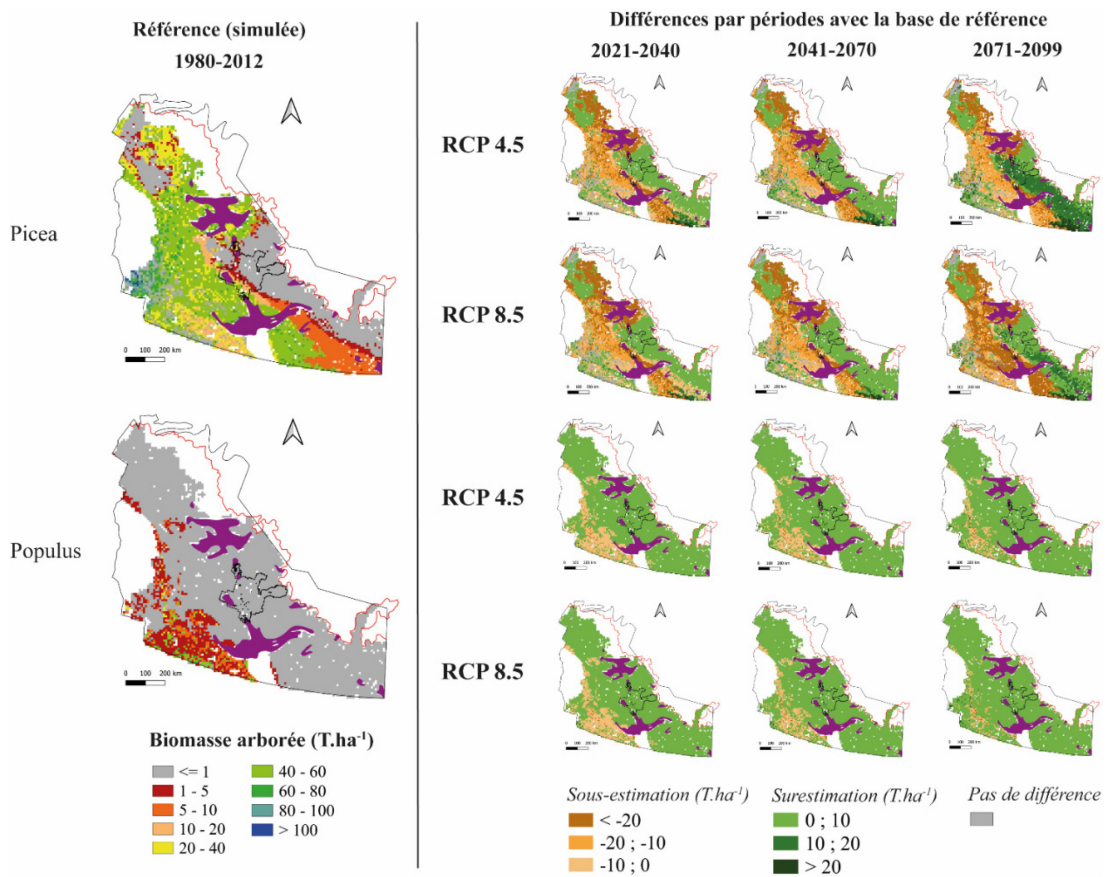 Référence (simulée)
1980-2012
Différences par périodes avec la base de référence
2021-2040
2041-2070
2071-2099
RCP 4.5
Picea
RCP 8.5
0 100 200 km
RCP 4.5
Populus
RCP 8.5
0 100 200 km
Biomasse arborée (T.ha⁻¹)
<= 1
1 - 5
5 - 10
10 - 20
20 - 40
40 - 60
60 - 80
80 - 100
> 100
Sous-estimation (T.ha⁻¹)
< -20
-20 ; -10
-10 ; 0
Surestimation (T.ha⁻¹)
0 ; 10
10 ; 20
> 20
Pas de différence